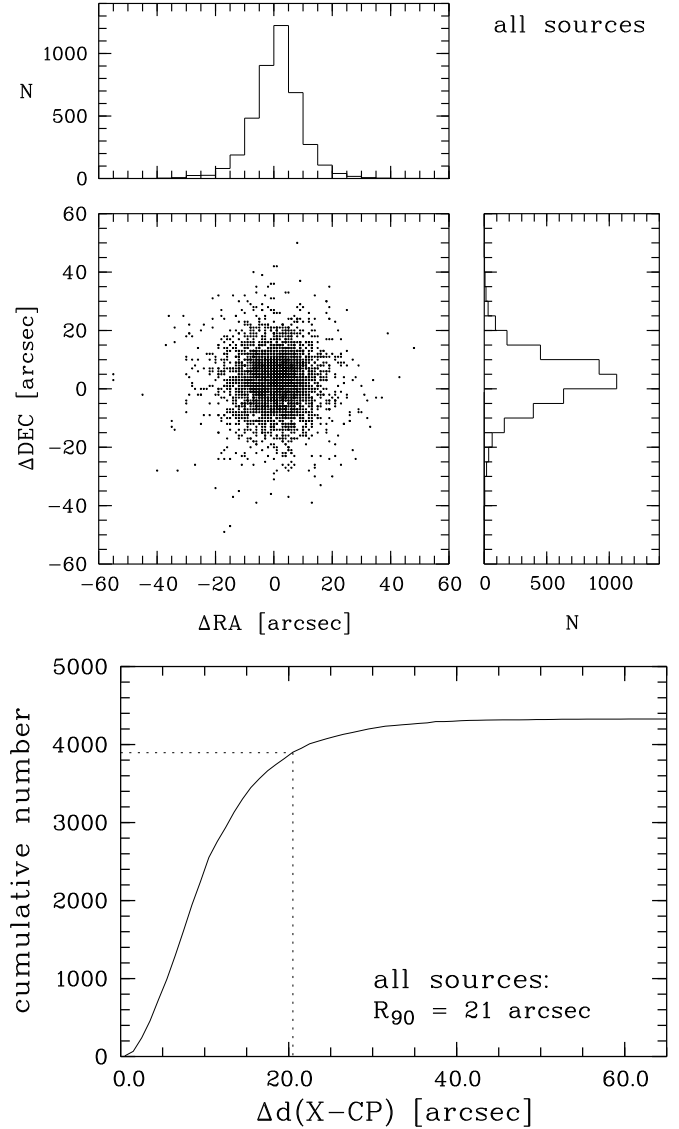 all sources
1000
N
500
0
60
40
20
0
−20
−40
−60
ΔDEC [arcsec]
−60 −40 −20 0 20 40 60
ΔRA [arcsec]
0 500 1000
N
5000
4000
3000
2000
1000
0
cumulative number
all sources:
R90 = 21 arcsec
0.0 20.0 40.0 60.0
Δd(X−CP) [arcsec]